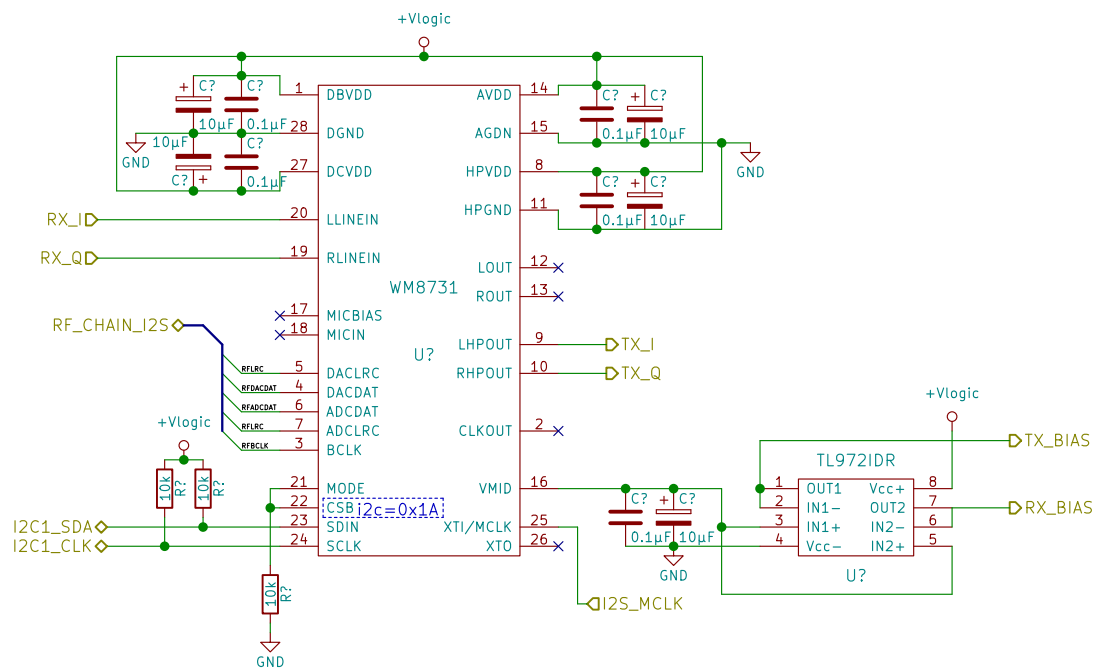 +Vlogic
C?
C?
1
DBVDD
AVDD
14
C?
C?
10µF
0.1µF
10µF
28
DGND
AGDN
15
0.1µF
10µF
GND
C?
GND
C?
0.1µF
27
DCVDD
HPVDD
8
C?
C?
RX_I
20
LLINEIN
HPGND
11
0.1µF
10µF
RX_Q
19
RLINEIN
LOUT
12
WM8731
ROUT
13
17
MICBIAS
RF_CHAIN_I2S
18
MICIN
LHPOUT
9
TX_I
U?
RFLRC
5
DACLRC
RHPOUT
10
TX_Q
RFDACDAT
4
DACDAT
RFADCDAT
6
ADCDAT
+Vlogic
+Vlogic
RFLRC
7
ADCLRC
CLKOUT
2
RFBCLK
3
BCLK
TX_BIAS
TL972IDR
10k
R?
10k
R?
21
MODE
VMID
16
C?
C?
1
OUT1
Vcc+
8
22
CSB
i2c=0x1A
2
IN1-
OUT2
7
RX_BIAS
I2C1_SDA
23
SDIN
XTI/MCLK
25
3
IN1+
IN2-
6
I2C1_CLK
24
SCLK
XTO
26
0.1µF
10µF
4
Vcc-
IN2+
5
GND
U?
10k
R?
I2S_MCLK
GND